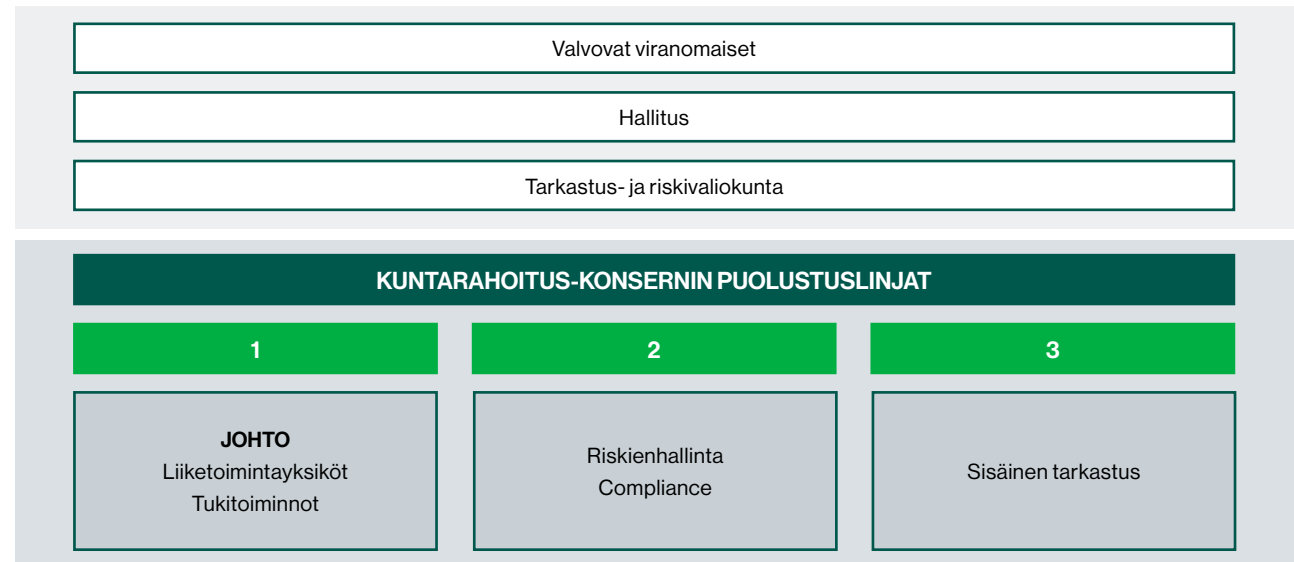 Valvovat viranomaiset
Hallitus
Tarkastus- ja riskivaliokunta
KUNTARAHOITUS-KONSERNIN PUOLUSTUSLINJAT
1
2
3
JOHTO
Liiketoimintayksiköt
Tukitoiminnot
Riskienhallinta
Compliance
Sisäinen tarkastus